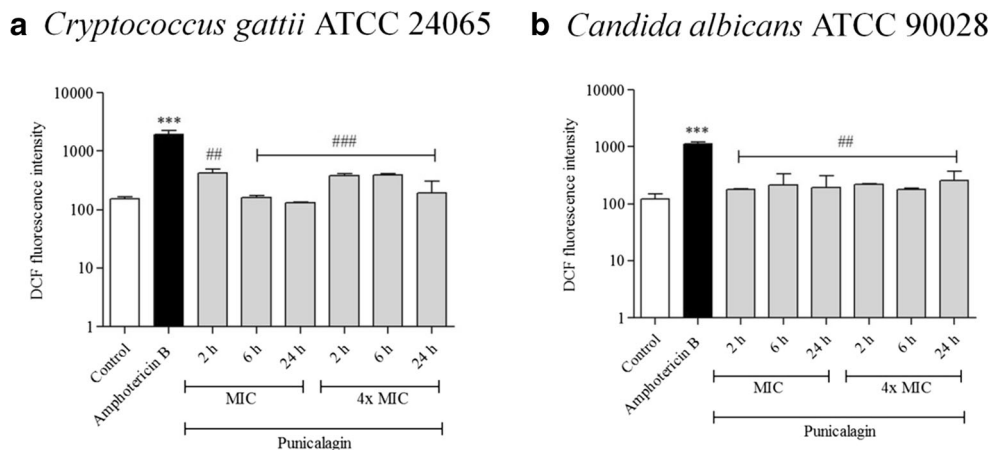 a Cryptococcus gattii ATCC 24065
DCF fluorescence intensity
10000
1000
100
10
1
***
##
###
Control
Amphotericin B
2 h
6 h
24 h
2 h
6 h
24 h
MIC
4x MIC
Punicalagin
b Candida albicans ATCC 90028
DCF fluorescence intensity
10000
1000
100
10
1
***
##
Control
Amphotericin B
2 h
6 h
24 h
2 h
6 h
24 h
MIC
4x MIC
Punicalagin